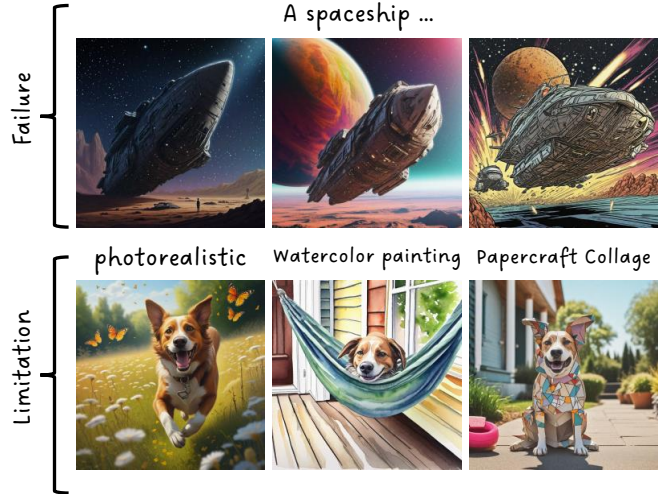 A spaceship ...
Failure
photorealistic
Watercolor painting
Papercraft Collage
Limitation